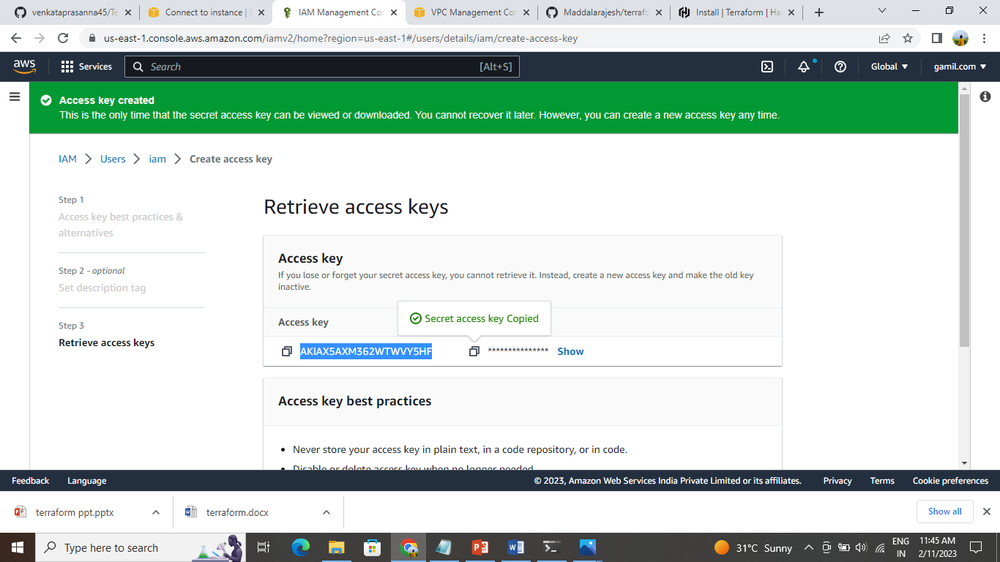 venkataprasanna45/Te
Connect to instance | E
IAM Management Con
VPC Management Con
Maddalarajesh/terrafo
Install | Terraform | Ha
us-east-1.console.aws.amazon.com/iamv2/home?region=us-east-1#/users/details/iam/create-access-key
aws
Services
Search
[Alt+S]
Global
gamil.com
Access key created
This is the only time that the secret access key can be viewed or downloaded. You cannot recover it later. However, you can create a new access key any time.
IAM
Users
iam
Create access key
Step 1
Access key best practices &
alternatives
Step 2 - optional
Set description tag
Step 3
Retrieve access keys
Retrieve access keys
Access key
If you lose or forget your secret access key, you cannot retrieve it. Instead, create a new access key and make the old key
inactive.
Secret access key Copied
Access key
AKIAX5AXM362WTWVY5HF
***************
Show
Access key best practices
• Never store your access key in plain text, in a code repository, or in code.
• Disable or delete access key when no longer needed.
Feedback
Language
© 2023, Amazon Web Services India Private Limited or its affiliates.
Privacy
Terms
Cookie preferences
terraform ppt.pptx
terraform.docx
Show all
Type here to search
31°C Sunny
ENG
IN
11:45 AM
2/11/2023